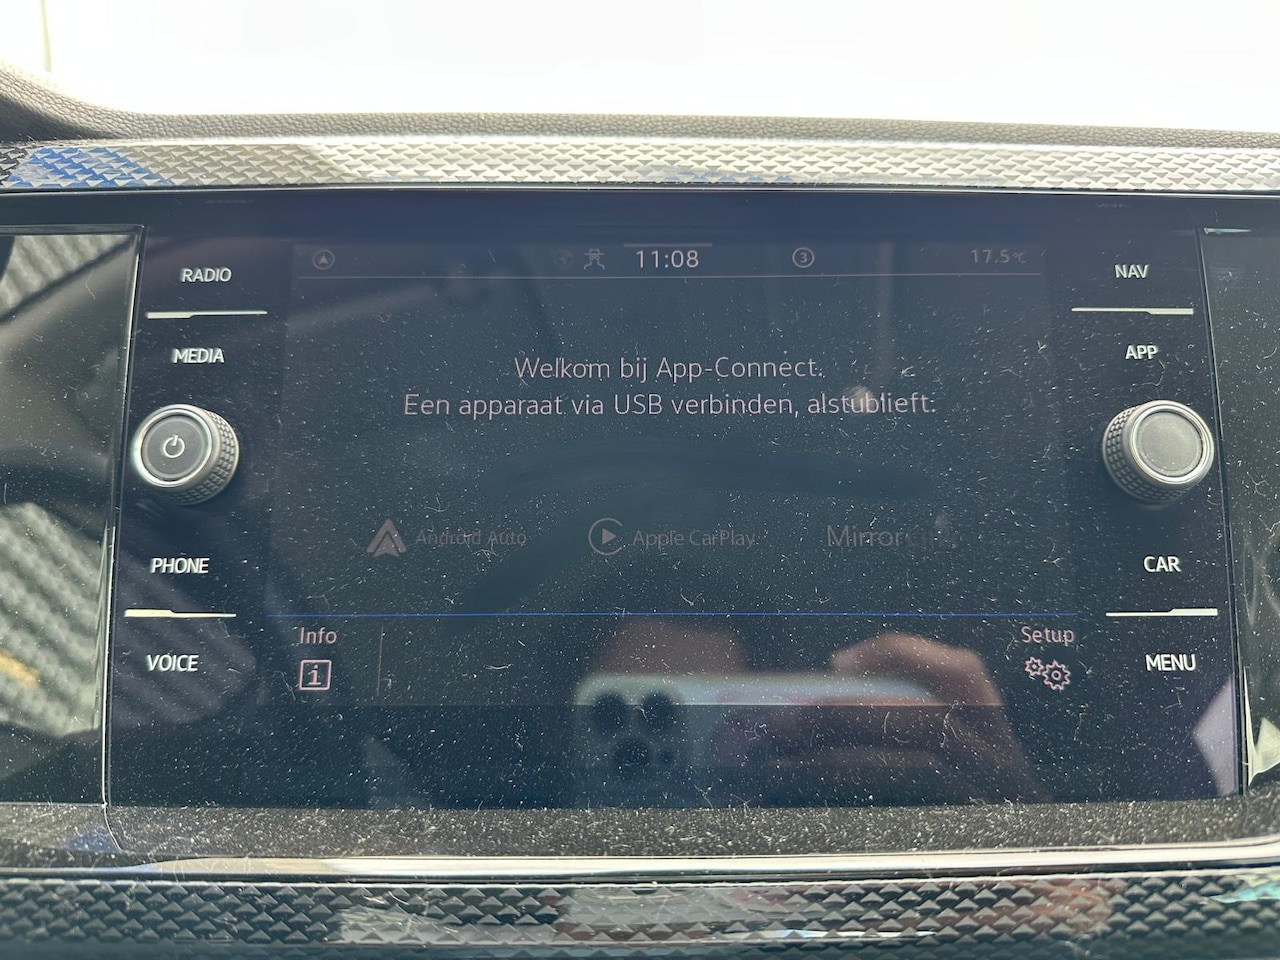 11:08
3
17.5°C
RADIO
NAV
MEDIA
APP
Welkom bij App-Connect.
Een apparaat via USB verbinden, alstublieft.
Android Auto
Apple CarPlay
PHONE
CAR
Info
Setup
VOICE
MENU